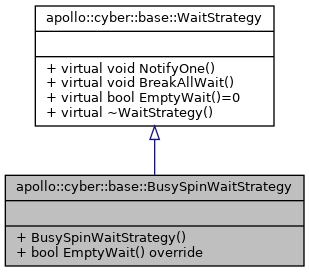 apollo::cyber::base::WaitStrategy
+ virtual void NotifyOne()
+ virtual void BreakAllWait()
+ virtual bool EmptyWait()=0
+ virtual ~WaitStrategy()
apollo::cyber::base::BusySpinWaitStrategy
+ BusySpinWaitStrategy()
+ bool EmptyWait() override